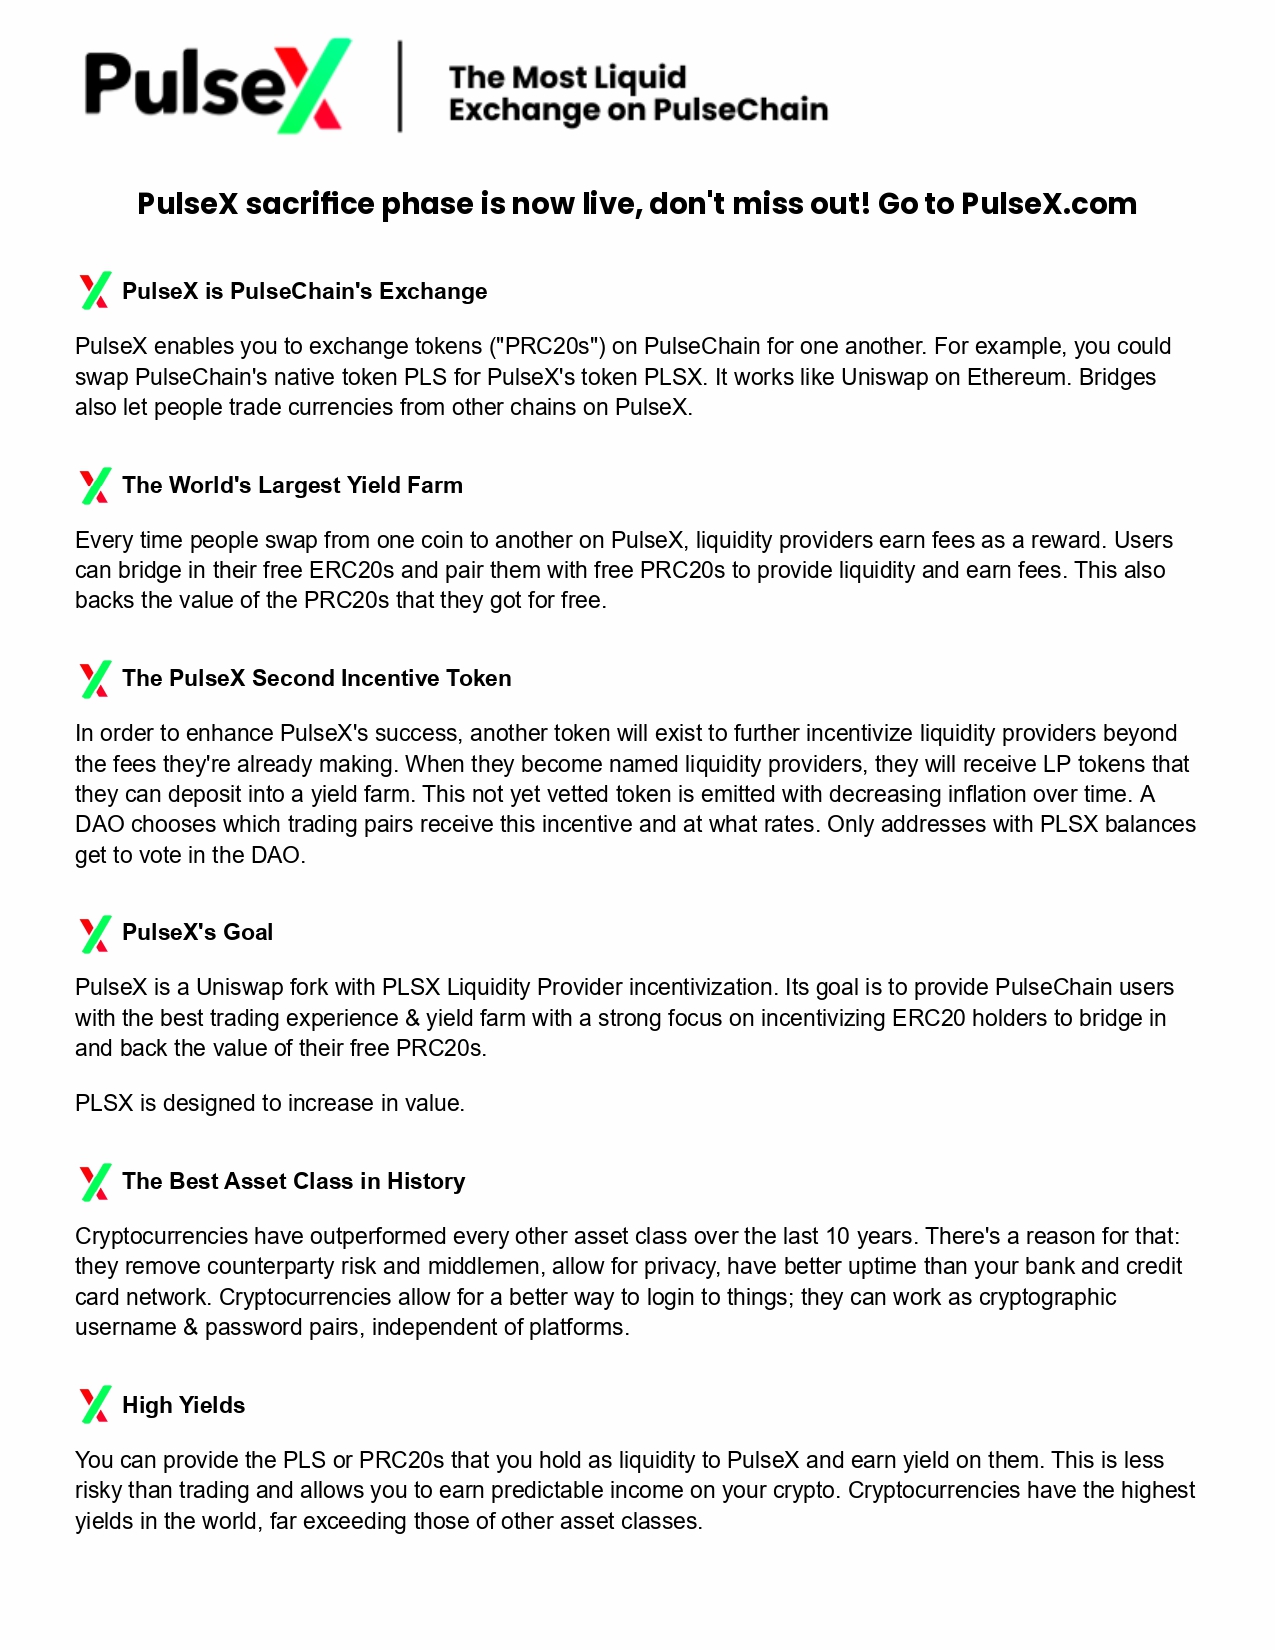 PulseX
The Most Liquid
Exchange on PulseChain
PulseX sacrifice phase is now live, don't miss out! Go to PulseX.com
PulseX is PulseChain's Exchange
PulseX enables you to exchange tokens ("PRC20s") on PulseChain for one another. For example, you could
swap PulseChain's native token PLS for PulseX's token PLSX. It works like Uniswap on Ethereum. Bridges
also let people trade currencies from other chains on PulseX.
The World's Largest Yield Farm
Every time people swap from one coin to another on PulseX, liquidity providers earn fees as a reward. Users
can bridge in their free ERC20s and pair them with free PRC20s to provide liquidity and earn fees. This also
backs the value of the PRC20s that they got for free.
The PulseX Second Incentive Token
In order to enhance PulseX's success, another token will exist to further incentivize liquidity providers beyond
the fees they're already making. When they become named liquidity providers, they will receive LP tokens that
they can deposit into a yield farm. This not yet vetted token is emitted with decreasing inflation over time. A
DAO chooses which trading pairs receive this incentive and at what rates. Only addresses with PLSX balances
get to vote in the DAO.
PulseX's Goal
PulseX is a Uniswap fork with PLSX Liquidity Provider incentivization. Its goal is to provide PulseChain users
with the best trading experience & yield farm with a strong focus on incentivizing ERC20 holders to bridge in
and back the value of their free PRC20s.
PLSX is designed to increase in value.
The Best Asset Class in History
Cryptocurrencies have outperformed every other asset class over the last 10 years. There's a reason for that:
they remove counterparty risk and middlemen, allow for privacy, have better uptime than your bank and credit
card network. Cryptocurrencies allow for a better way to login to things; they can work as cryptographic
username & password pairs, independent of platforms.
High Yields
You can provide the PLS or PRC20s that you hold as liquidity to PulseX and earn yield on them. This is less
risky than trading and allows you to earn predictable income on your crypto. Cryptocurrencies have the highest
yields in the world, far exceeding those of other asset classes.